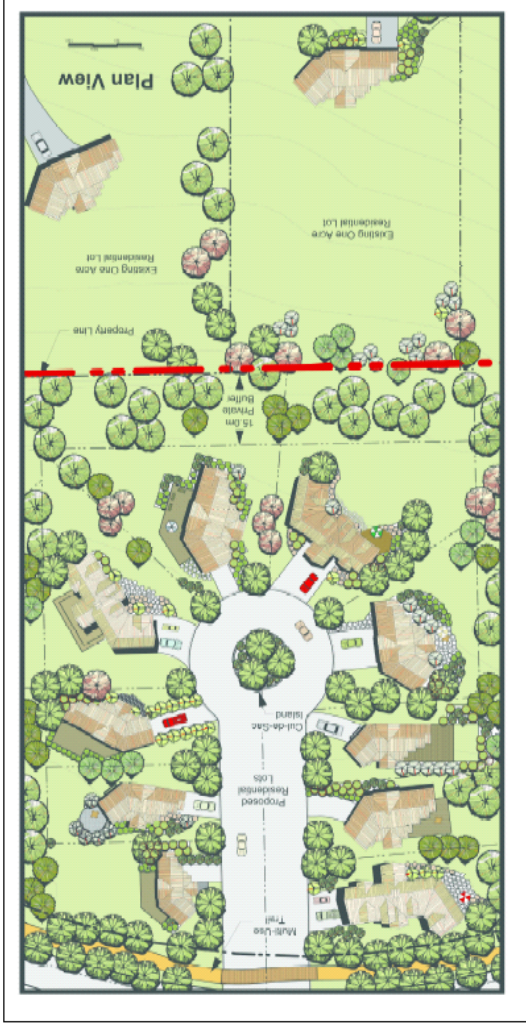 Multi-Use
Trail
Proposed
Residential
Lots
Cul-de-Sac
Island
15.0m
Private
Buffer
Property Line
Existing One Acre
Residential Lot
Existing One Acre
Residential Lot
Plan View